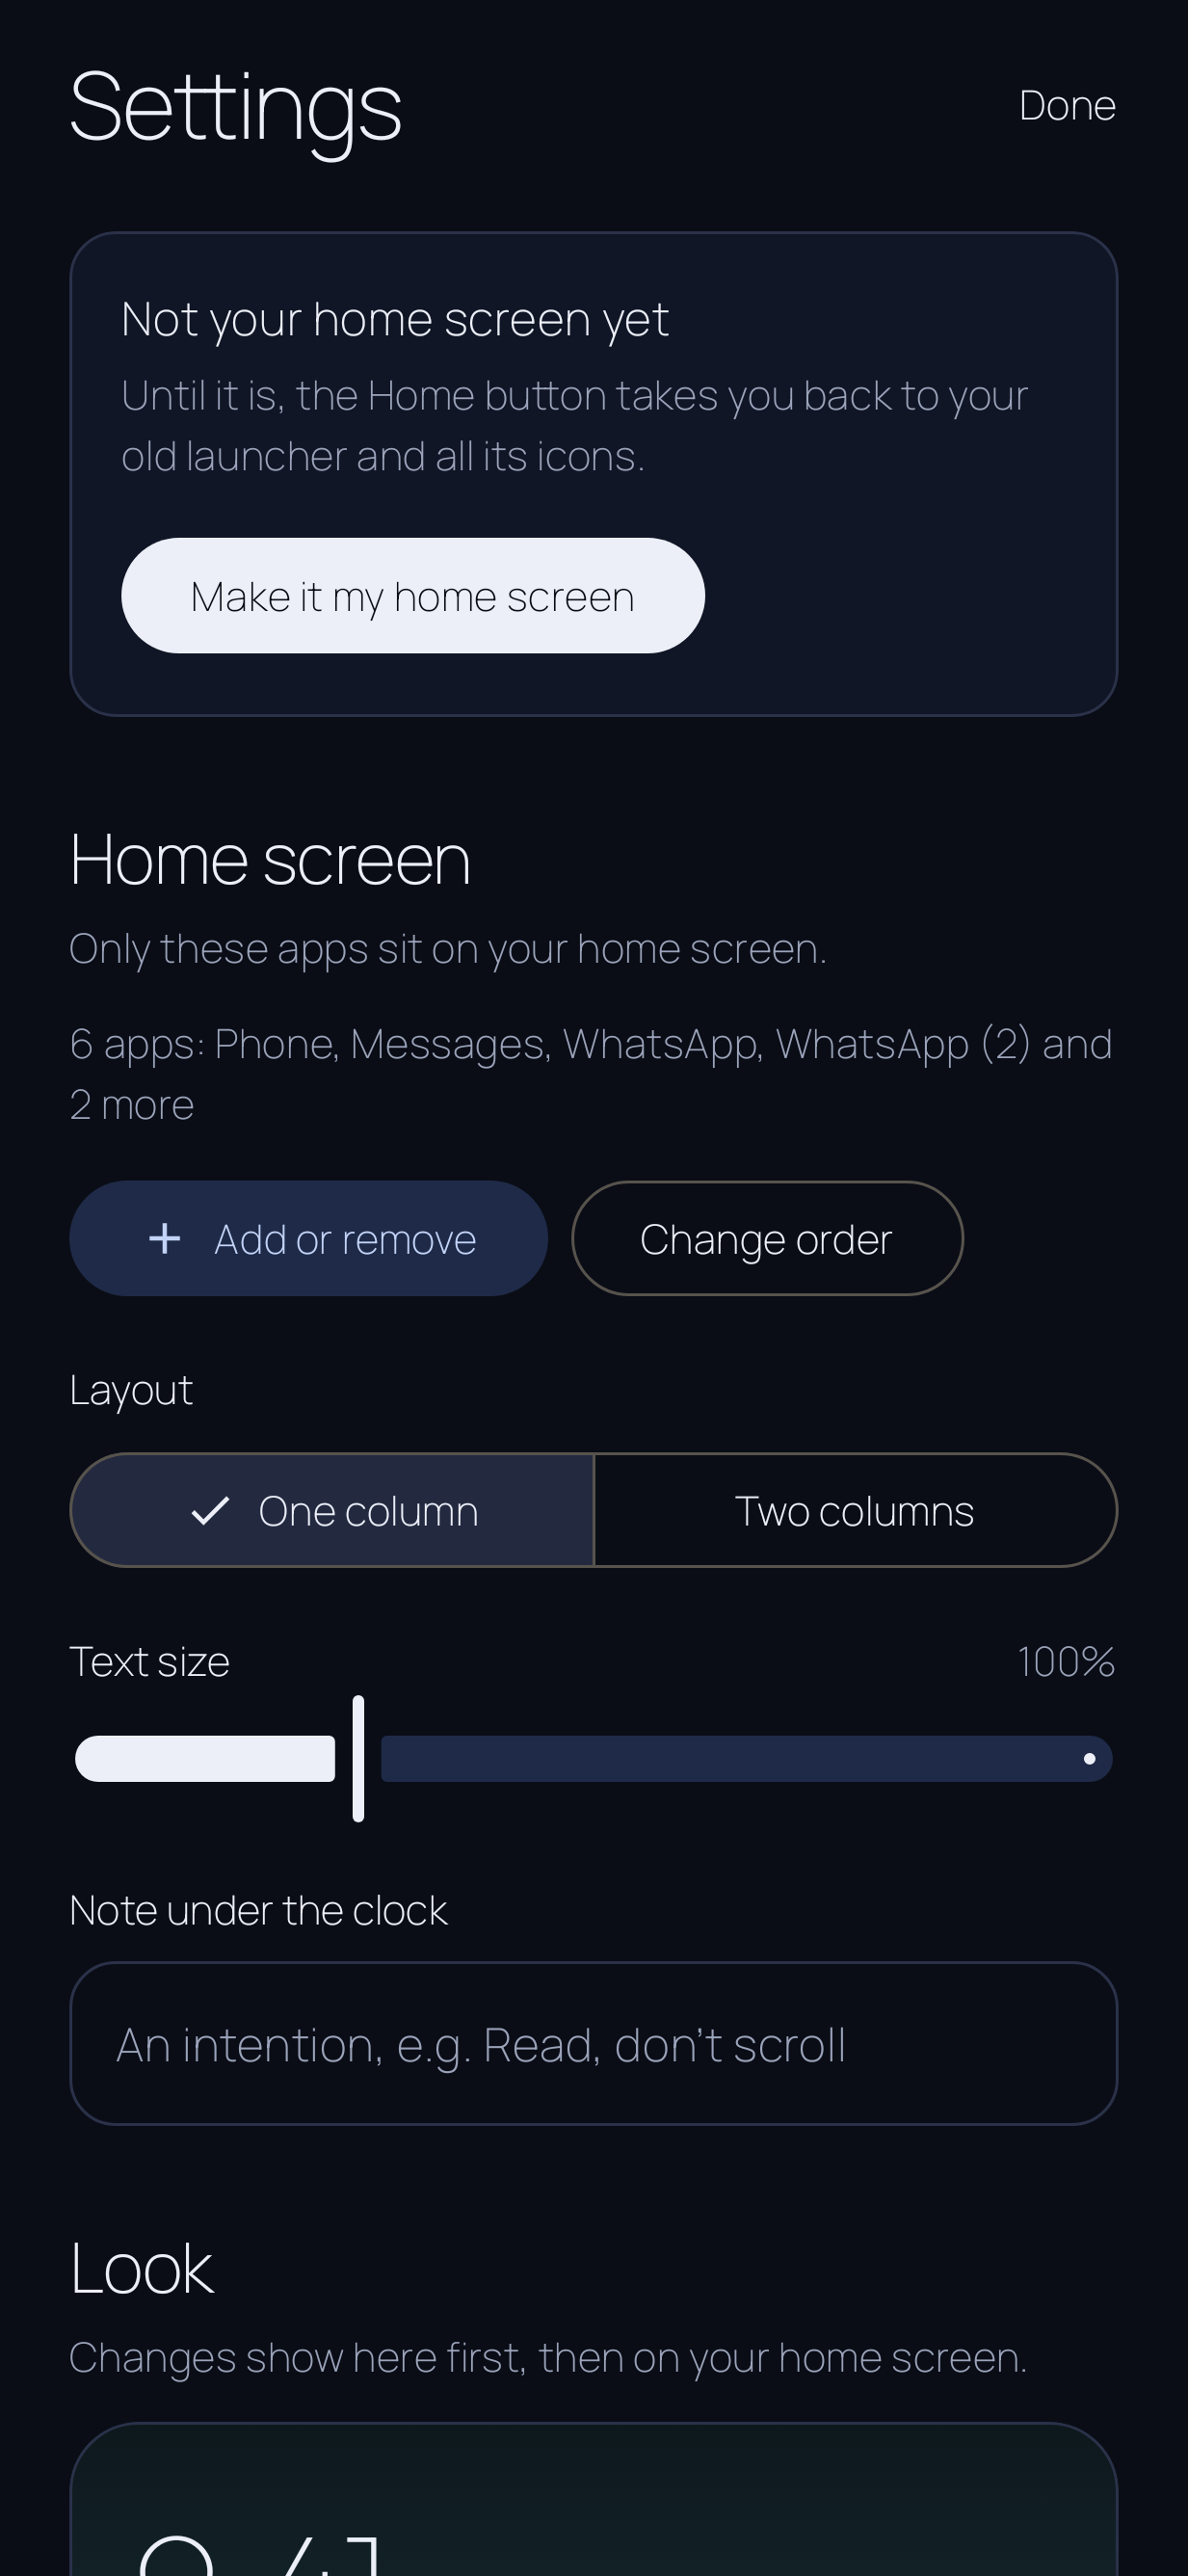 Settings
Done
Not your home screen yet
Until it is, the Home button takes you back to your
old launcher and all its icons.
Make it my home screen
Home screen
Only these apps sit on your home screen.
6 apps: Phone, Messages, WhatsApp, WhatsApp (2) and
2 more
Add or remove
Change order
Layout
One column
Two columns
Text size
100%
Note under the clock
An intention, e.g. Read, don't scroll
Look
Changes show here first, then on your home screen.